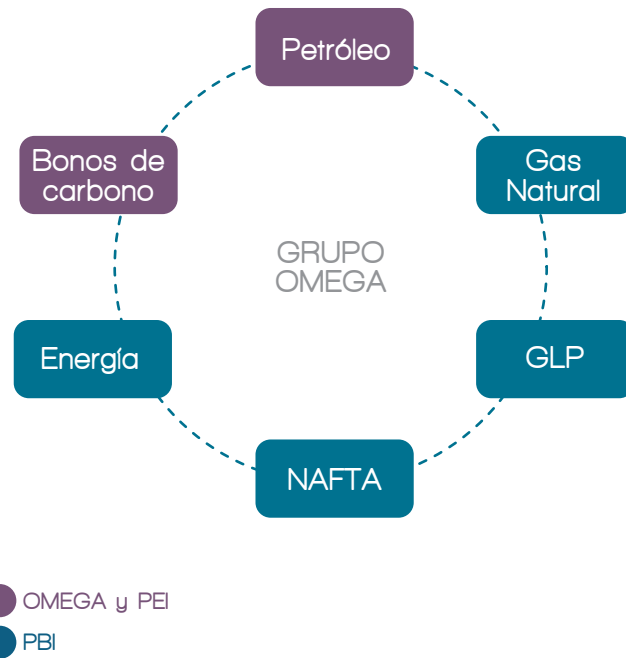 Petróleo
Bonos de
carbono
Gas
Natural
GRUPO
OMEGA
Energía
GLP
NAFTA
OMEGA y PEI
PBI